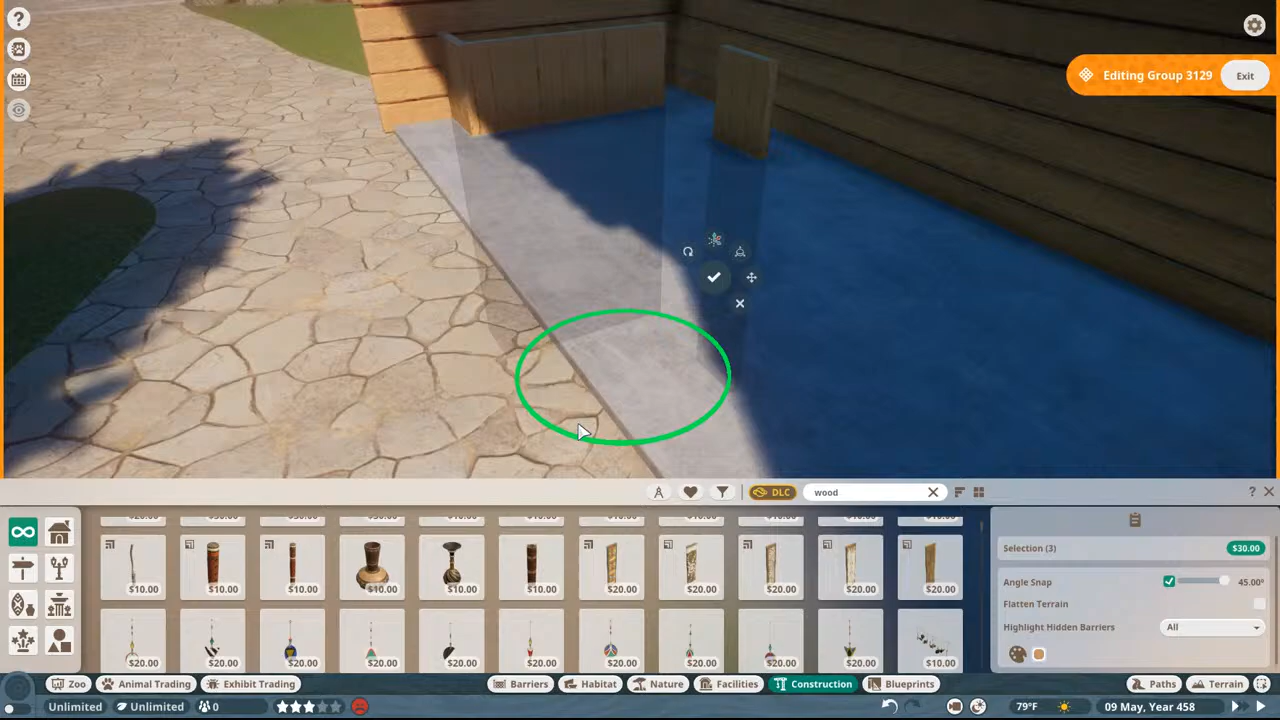 ?
Editing Group 3129 Exit
DLC wood
?
Selection (3) $30.00
Angle Snap 45.00°
Flatten Terrain
Highlight Hidden Barriers All
$10.00 $20.00 $10.00 $10.00 $10.00 $10.00 $20.00 $20.00 $20.00 $20.00 $20.00
$20.00 $20.00 $20.00 $20.00 $20.00 $20.00 $20.00 $20.00 $20.00 $20.00 $10.00
Zoo Animal Trading Exhibit Trading Barriers Habitat Nature Facilities Construction Blueprints Paths Terrain
Unlimited Unlimited 0 79°F 09 May, Year 458